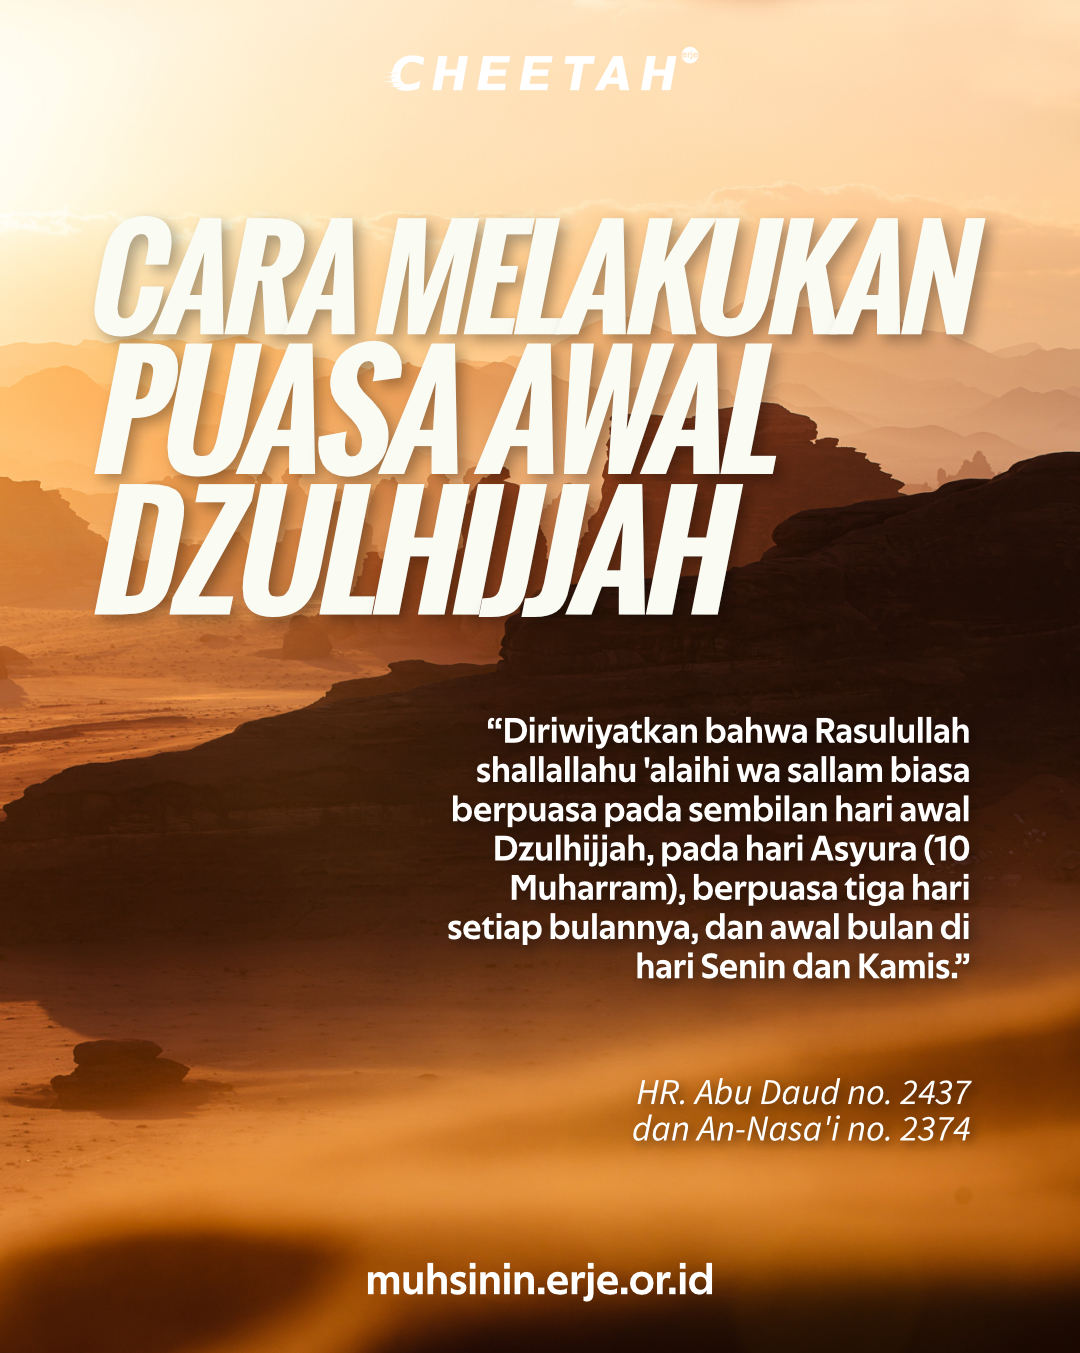 CHEETAH
CARA MELAKUKAN
PUASA AWAL
DZULHIJJAH
“Diriwiyatkan bahwa Rasulullah
shallallahu 'alaihi wa sallam biasa
berpuasa pada sembilan hari awal
Dzulhijjah, pada hari Asyura (10
Muharram), berpuasa tiga hari
setiap bulannya, dan awal bulan di
hari Senin dan Kamis.”
HR. Abu Daud no. 2437
dan An-Nasa'i no. 2374
muhsinin.erje.or.id